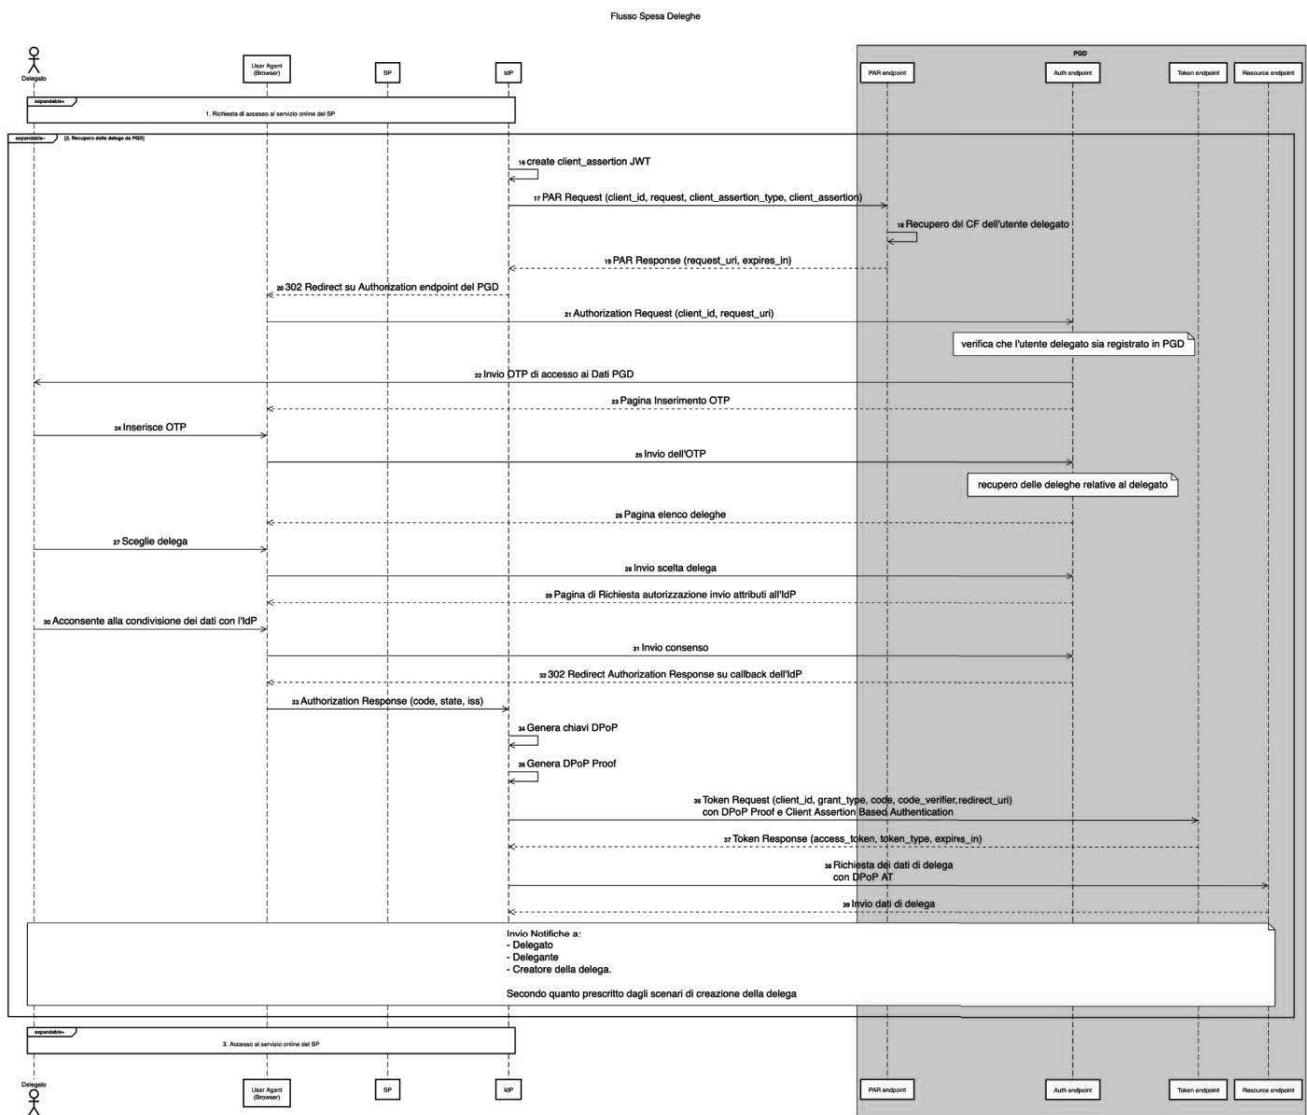 Flusso Spesa Deleghe
PGD
Delegato
User Agent
(Browser)
SP
IdP
PAR endpoint
Auth endpoint
Token endpoint
Resource endpoint
expandable+
1. Richiesta di accesso al servizio online del SP
expandable- [2. Recupero della delega da PGD]
16 create client_assertion JWT
17 PAR Request (client_id, request, client_assertion_type, client_assertion)
18 Recupero del CF dell'utente delegato
19 PAR Response (request_uri, expires_in)
20 302 Redirect su Authorization endpoint del PGD
21 Authorization Request (client_id, request_uri)
verifica che l'utente delegato sia registrato in PGD
22 Invio OTP di accesso ai Dati PGD
23 Pagina Inserimento OTP
24 Inserisce OTP
25 Invio dell'OTP
recupero delle deleghe relative al delegato
26 Pagina elenco deleghe
27 Sceglie delega
28 Invio scelta delega
29 Pagina di Richiesta autorizzazione invio attributi all'IdP
30 Acconsente alla condivisione dei dati con l'IdP
31 Invio consenso
32 302 Redirect Authorization Response su callback dell'IdP
33 Authorization Response (code, state, iss)
34 Genera chiavi DPoP
35 Genera DPoP Proof
36 Token Request (client_id, grant_type, code, code_verifier,redirect_uri)
con DPoP Proof e Client Assertion Based Authentication
37 Token Response (access_token, token_type, expires_in)
38 Richiesta dei dati di delega
con DPoP AT
39 Invio dati di delega
Invio Notifiche a:
- Delegato
- Delegante
- Creatore della delega.
Secondo quanto prescritto dagli scenari di creazione della delega
expandable+
3. Accesso al servizio online del SP
Delegato
User Agent
(Browser)
SP
IdP
PAR endpoint
Auth endpoint
Token endpoint
Resource endpoint